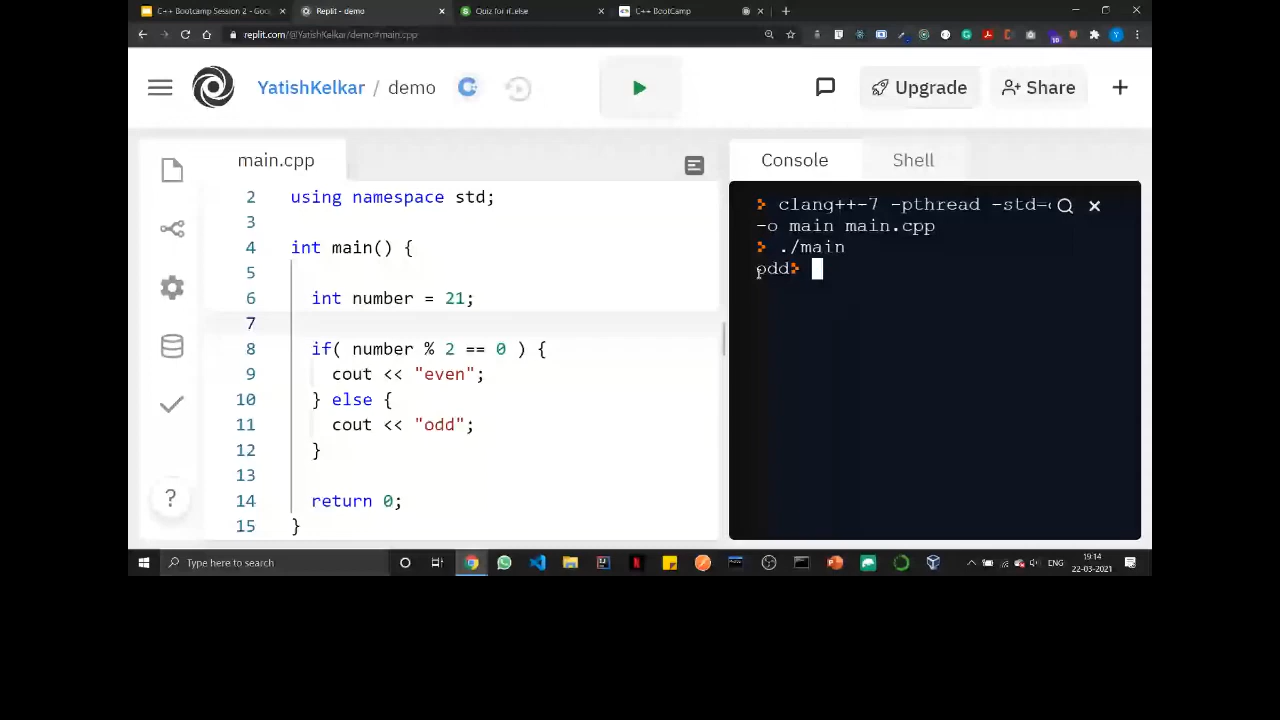 C++ Bootcamp Session 2 - Goo
Replit - demo
Quiz for if..else
C++ BootCamp
replit.com/@YatishKelkar/demo#main.cpp
YatishKelkar / demo
Upgrade
Share
main.cpp
Console
Shell
2 using namespace std;
3
4 int main() {
5
6 int number = 21;
7
8 if( number % 2 == 0 ) {
9 cout << "even";
10 } else {
11 cout << "odd";
12 }
13
14 return 0;
15 }
> clang++-7 -pthread -std=c
-o main main.cpp
> ./main
odd>
?
Type here to search
ENG
19:14
22-03-2021